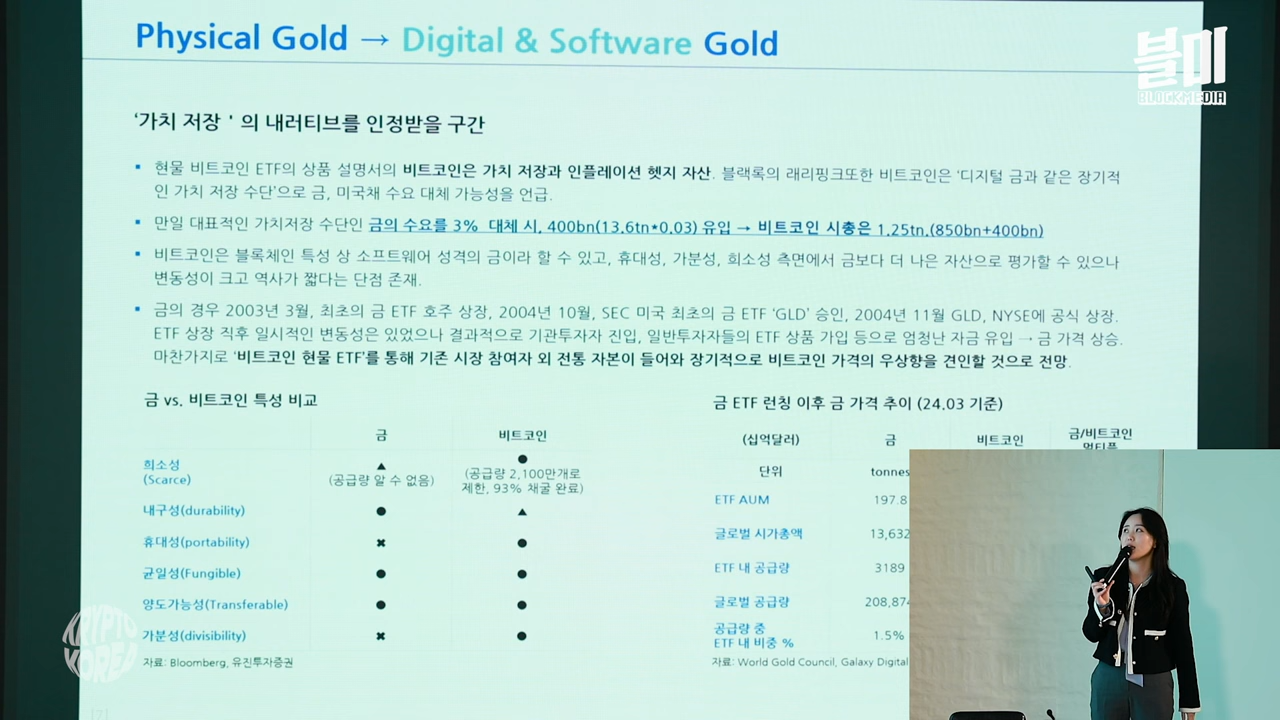 Physical Gold → Digital & Software Gold
블미
BLOCKMEDIA
'가치 저장 ' 의 내러티브를 인정받을 구간
▪ 현물 비트코인 ETF의 상품 설명서의 비트코인은 가치 저장과 인플레이션 헷지 자산. 블랙록의 래리핑크또한 비트코인은 '디지털 금과 같은 장기적
인 가치 저장 수단'으로 금, 미국채 수요 대체 가능성을 언급.
▪ 만일 대표적인 가치저장 수단인 금의 수요를 3% 대체 시, 400bn(13.6tn*0.03) 유입 → 비트코인 시총은 1.25tn.(850bn+400bn)
▪ 비트코인은 블록체인 특성 상 소프트웨어 성격의 금이라 할 수 있고, 휴대성, 가분성, 희소성 측면에서 금보다 더 나은 자산으로 평가할 수 있으나
변동성이 크고 역사가 짧다는 단점 존재.
▪ 금의 경우 2003년 3월, 최초의 금 ETF 호주 상장, 2004년 10월, SEC 미국 최초의 금 ETF 'GLD' 승인, 2004년 11월 GLD, NYSE에 공식 상장.
ETF 상장 직후 일시적인 변동성은 있었으나 결과적으로 기관투자자 진입, 일반투자자들의 ETF 상품 가입 등으로 엄청난 자금 유입 → 금 가격 상승.
마찬가지로 '비트코인 현물 ETF'를 통해 기존 시장 참여자 외 전통 자본이 들어와 장기적으로 비트코인 가격의 우상향을 견인할 것으로 전망.
금 vs. 비트코인 특성 비교
금 비트코인
희소성
(Scarce)
▲ ●
(공급량 알 수 없음) (공급량 2,100만개로
제한, 93% 채굴 완료)
내구성(durability) ● ▲
휴대성(portability) ✖ ●
균일성(Fungible) ● ●
양도가능성(Transferable) ● ●
가분성(divisibility) ✖ ●
자료: Bloomberg, 유진투자증권
금 ETF 런칭 이후 금 가격 추이 (24.03 기준)
(십억달러) 금 비트코인 금/비트코인
멀티플
단위 tonnes
ETF AUM 197.8
글로벌 시가총액 13,632
ETF 내 공급량 3189
글로벌 공급량 208,874
공급량 중
ETF 내 비중 % 1.5%
자료: World Gold Council, Galaxy Digital
KRYPTO
KOREA